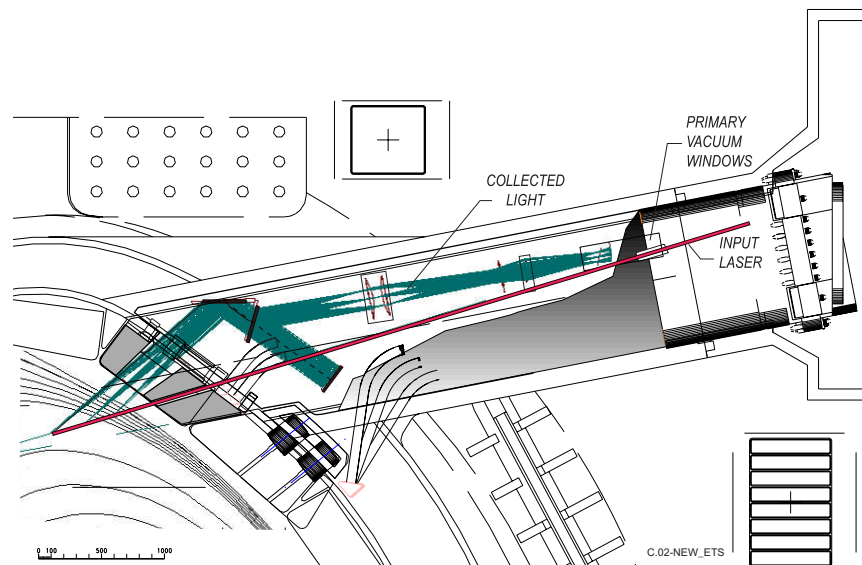 PRIMARY
VACUUM
WINDOWS
COLLECTED
LIGHT
INPUT
LASER
C.02-NEW_ETS
0 100 500 1000